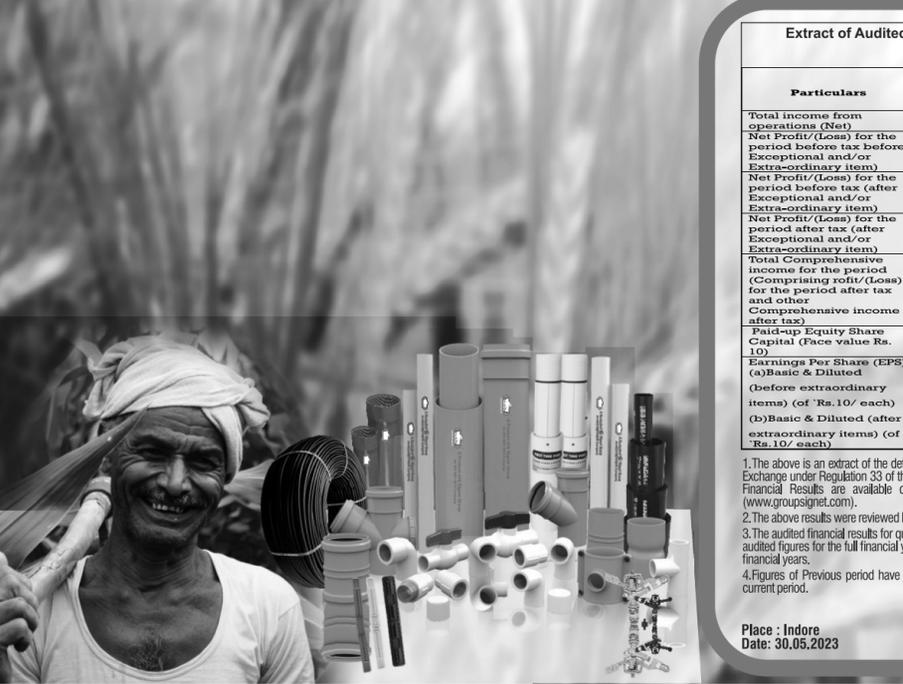 Extract of Audited
Particulars
Total income from
operations (Net)
Net Profit/(Loss) for the
period before tax before
Exceptional and/or
Extra-ordinary item)
Net Profit/(Loss) for the
period before tax (after
Exceptional and/or
Extra-ordinary item)
Net Profit/(Loss) for the
period after tax (after
Exceptional and/or
Extra-ordinary item)
Total Comprehensive
income for the period
(Comprising rofit/(Loss)
for the period after tax
and other
Comprehensive income
after tax)
Paid-up Equity Share
Capital (Face value Rs.
10)
Earnings Per Share (EPS)
(a)Basic & Diluted
(before extraordinary
items) (of `Rs.10/ each)
(b)Basic & Diluted (after
extraordinary items) (of
`Rs.10/ each)
1.The above is an extract of the
Exchange under Regulation 33 of
Financial Results are available
(www.groupsignet.com).
2.The above results were reviewed
3.The audited financial results for
audited figures for the full financial
financial years.
4.Figures of Previous period have
current period.
Place : Indore
Date: 30.05.2023